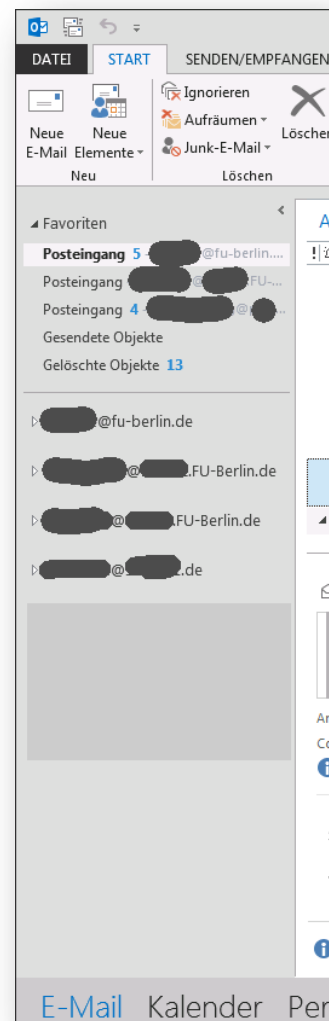 DATEI START SENDEN/EMPFANGEN
Ignorieren
Aufräumen
Junk-E-Mail
Löschen
Neue E-Mail
Neue Elemente
Neu Löschen
Favoriten
Posteingang 5 - @fu-berlin....
Posteingang @ FU-...
Posteingang 4 - @ ...
Gesendete Objekte
Gelöschte Objekte 13
@fu-berlin.de
@ .FU-Berlin.de
@ .FU-Berlin.de
@ .de
E-Mail Kalender Per